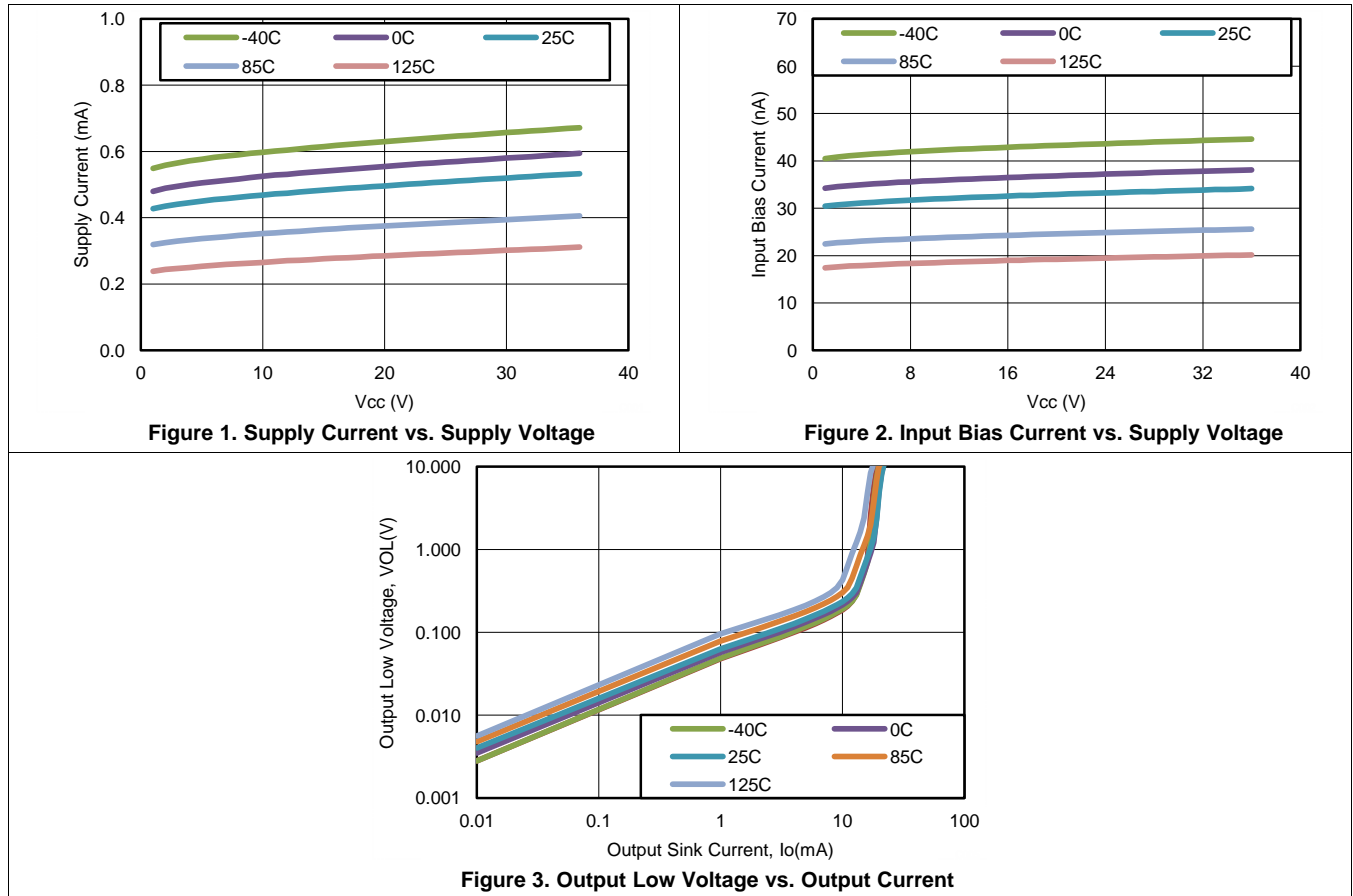 Supply Current (mA)
1.0
0.8
0.6
0.4
0.2
0.0
-40C
0C
25C
85C
125C
0
10
20
30
40
Vcc (V)
Figure 1. Supply Current vs. Supply Voltage
Input Bias Current (nA)
70
60
50
40
30
20
10
0
-40C
0C
25C
85C
125C
0
8
16
24
32
40
Vcc (V)
Figure 2. Input Bias Current vs. Supply Voltage
Output Low Voltage, VOL(V)
10.000
1.000
0.100
0.010
0.001
-40C
0C
25C
85C
125C
0.01
0.1
1
10
100
Output Sink Current, Io(mA)
Figure 3. Output Low Voltage vs. Output Current